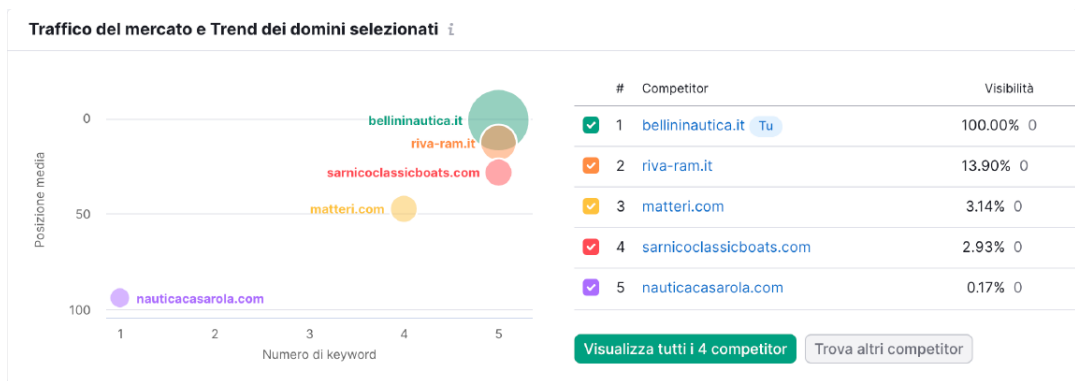 Traffico del mercato e Trend dei domini selezionati i
Posizione media
0
50
100
bellininautica.it
riva-ram.it
sarnicoclassicboats.com
matteri.com
nauticacasarola.com
1 2 3 4 5
Numero di keyword
# Competitor Visibilità
1 bellininautica.it Tu 100.00% 0
2 riva-ram.it 13.90% 0
3 matteri.com 3.14% 0
4 sarnicoclassicboats.com 2.93% 0
5 nauticacasarola.com 0.17% 0
Visualizza tutti i 4 competitor Trova altri competitor